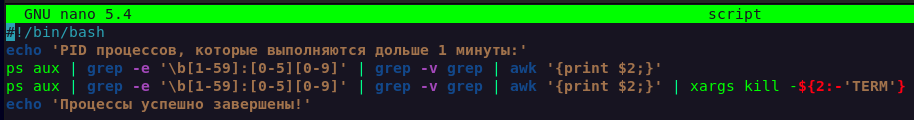 GNU nano 5.4 script
#!/bin/bash
echo 'PID процессов, которые выполняются дольше 1 минуты:'
ps aux | grep -e '\b[1-59]:[0-5][0-9]' | grep -v grep | awk '{print $2;}'
ps aux | grep -e '\b[1-59]:[0-5][0-9]' | grep -v grep | awk '{print $2;}' | xargs kill -${2:-'TERM'}
echo 'Процессы успешно завершены!'